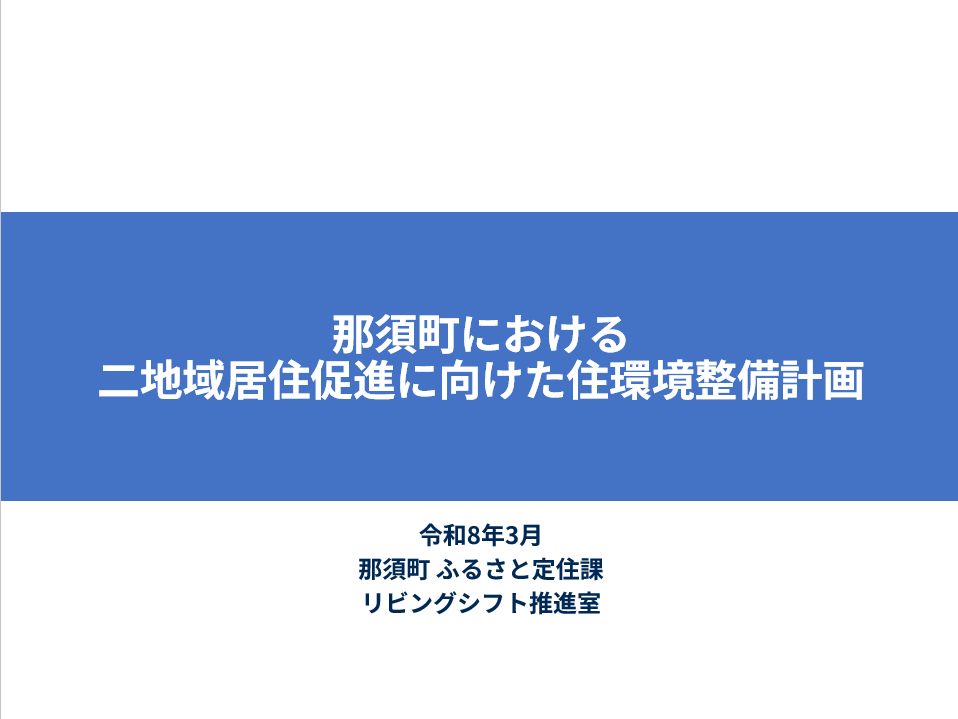 那須町における
二地域居住促進に向けた住環境整備計画
令和8年3月
那須町 ふるさと定住課
リビングシフト推進室